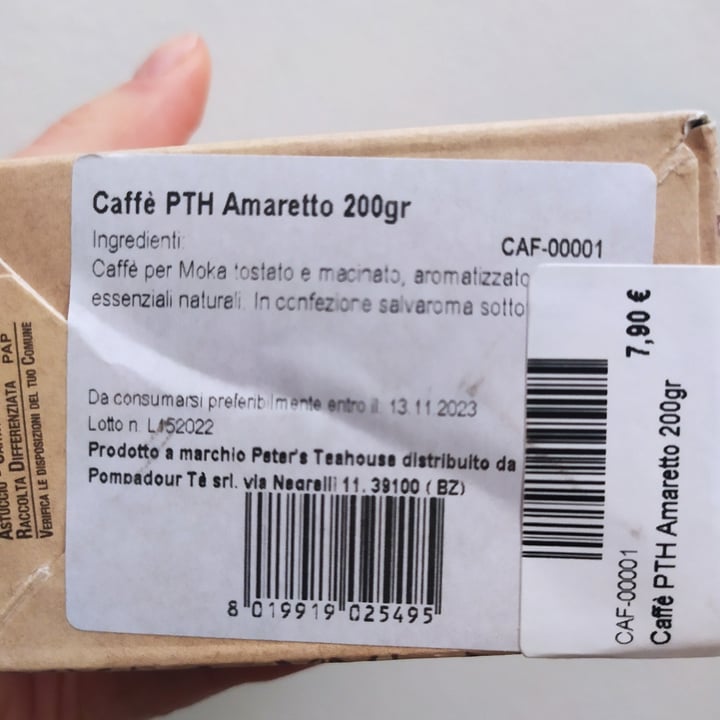 Caffè PTH Amaretto 200gr
Ingredienti:
CAF-00001
Caffè per Moka tostato e macinato, aromatizzato
essenziali naturali. In confezione salvaroma sotto
Da consumarsi preferibilmente entro il: 13.11.2023
Lotto n. L152022
Prodotto a marchio Peter's Teahouse distribuito da
Pompadour Tè srl, via Negrelli 11, 39100 ( BZ)
8 019919 025495
7,90 €
CAF-00001
Caffè PTH Amaretto 200gr
PAP
RACCOLTA DIFFERENZIATA
VERIFICA LE DISPOSIZIONI DEL TUO COMUNE